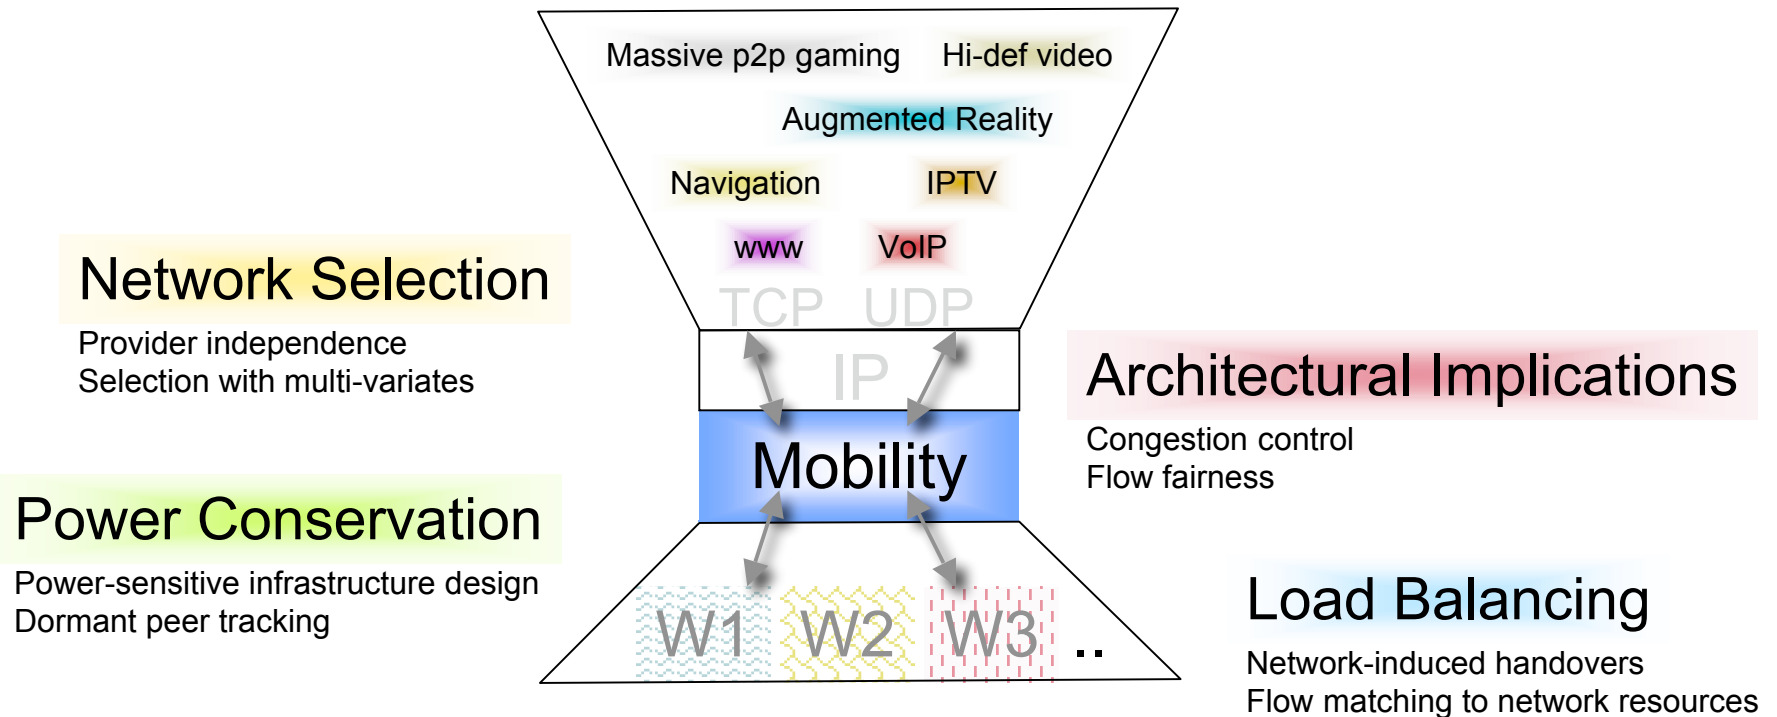 Massive p2p gaming Hi-def video
Augmented Reality
Navigation IPTV
www VoIP
TCP UDP
IP
Mobility
W1 W2 W3 ..
Network Selection
Provider independence
Selection with multi-variates
Power Conservation
Power-sensitive infrastructure design
Dormant peer tracking
Architectural Implications
Congestion control
Flow fairness
Load Balancing
Network-induced handovers
Flow matching to network resources